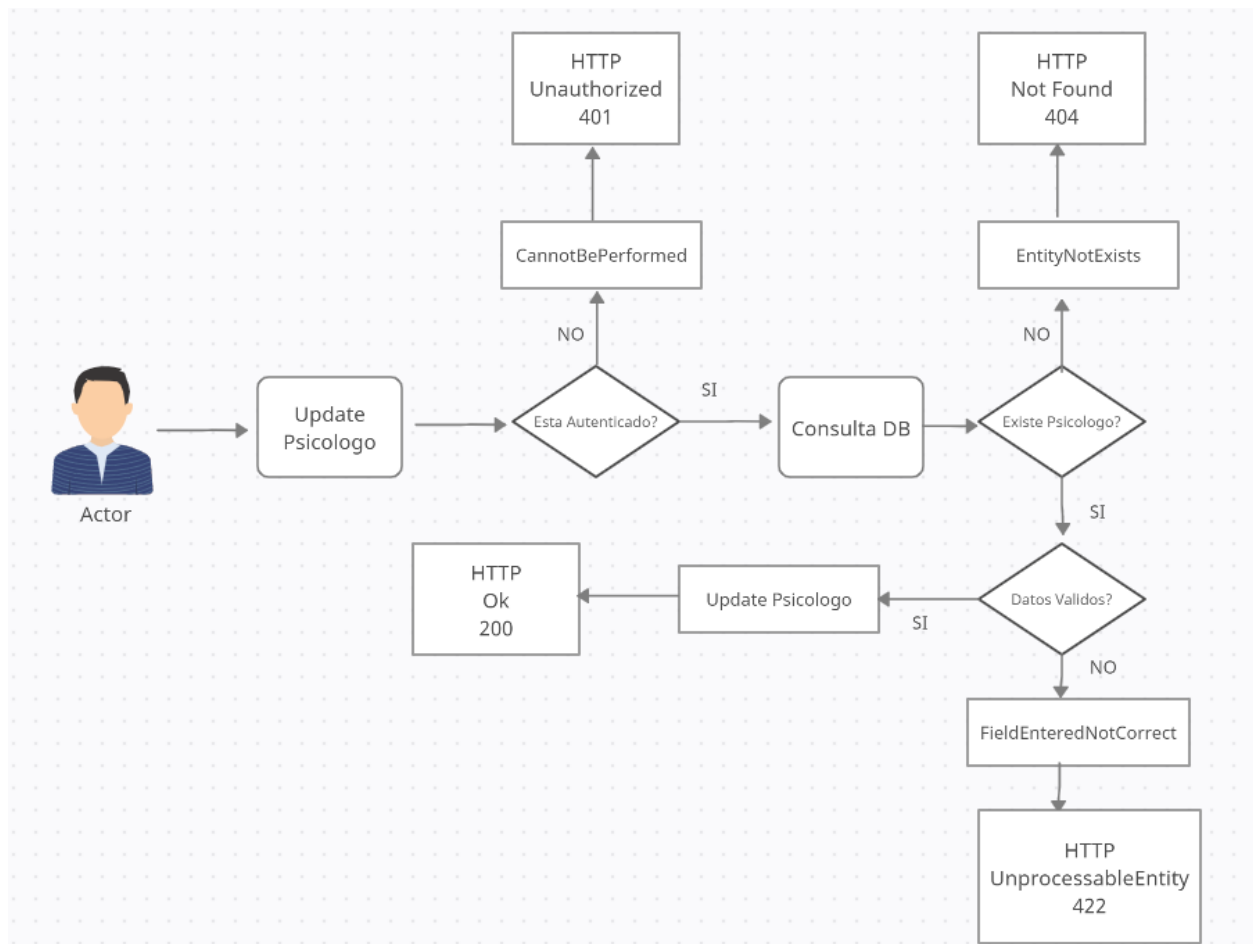 HTTP
Unauthorized
401
HTTP
Not Found
404
CannotBePerformed
EntityNotExists
NO
NO
Actor
Update
Psicologo
Esta Autenticado?
SI
Consulta DB
Existe Psicologo?
SI
HTTP
Ok
200
Update Psicologo
SI
Datos Validos?
NO
FieldEnteredNotCorrect
HTTP
UnprocessableEntity
422